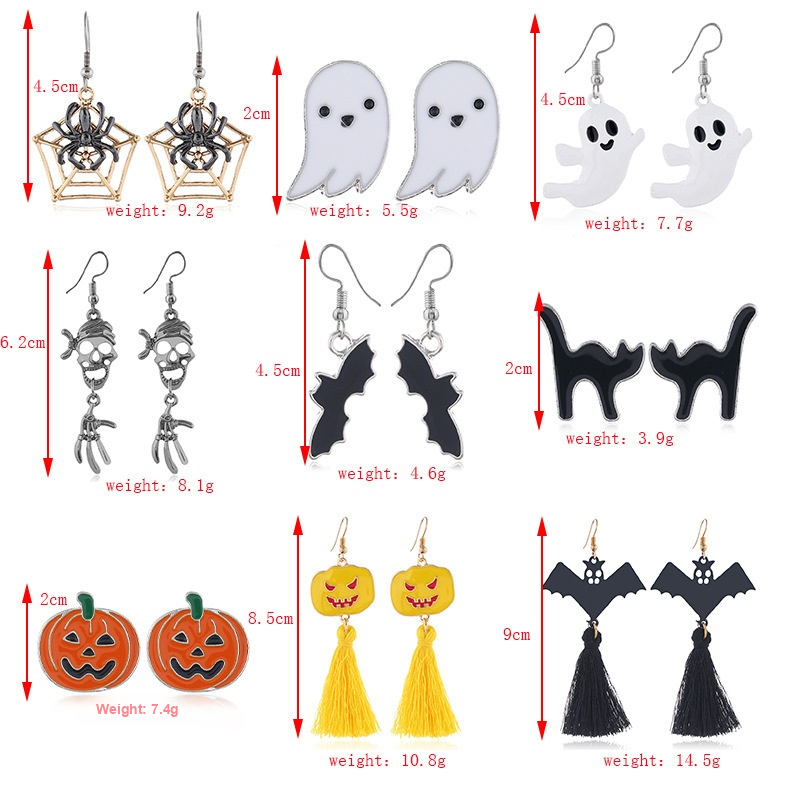 4.5cm
weight: 9.2g
2cm
weight: 5.5g
4.5cm
weight: 7.7g
6.2cm
weight: 8.1g
4.5cm
weight: 4.6g
2cm
weight: 3.9g
2cm
Weight: 7.4g
8.5cm
weight: 10.8g
9cm
weight: 14.5g